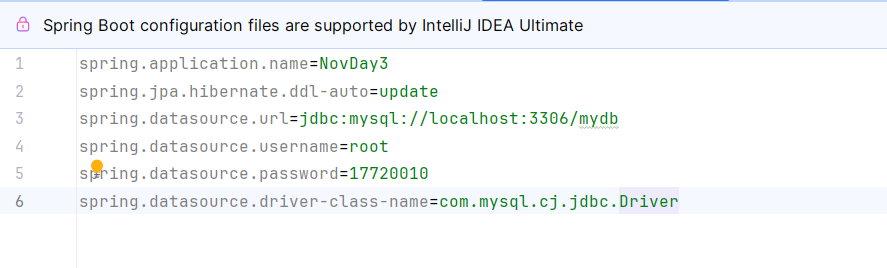 Spring Boot configuration files are supported by IntelliJ IDEA Ultimate
1 spring.application.name=NovDay3
2 spring.jpa.hibernate.ddl-auto=update
3 spring.datasource.url=jdbc:mysql://localhost:3306/mydb
4 spring.datasource.username=root
5 spring.datasource.password=17720010
6 spring.datasource.driver-class-name=com.mysql.cj.jdbc.Driver